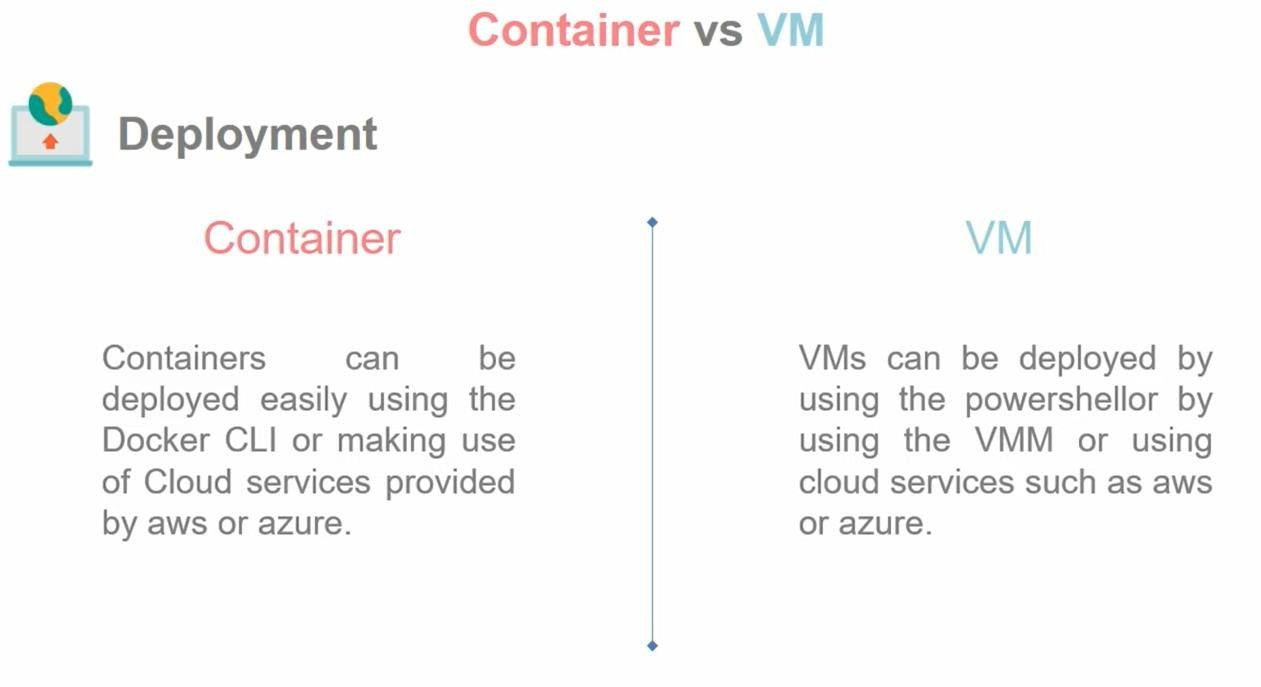 Container vs VM
Deployment
Container
Containers can be
deployed easily using the
Docker CLI or making use
of Cloud services provided
by aws or azure.
VM
VMs can be deployed by
using the powershellor by
using the VMM or using
cloud services such as aws
or azure.